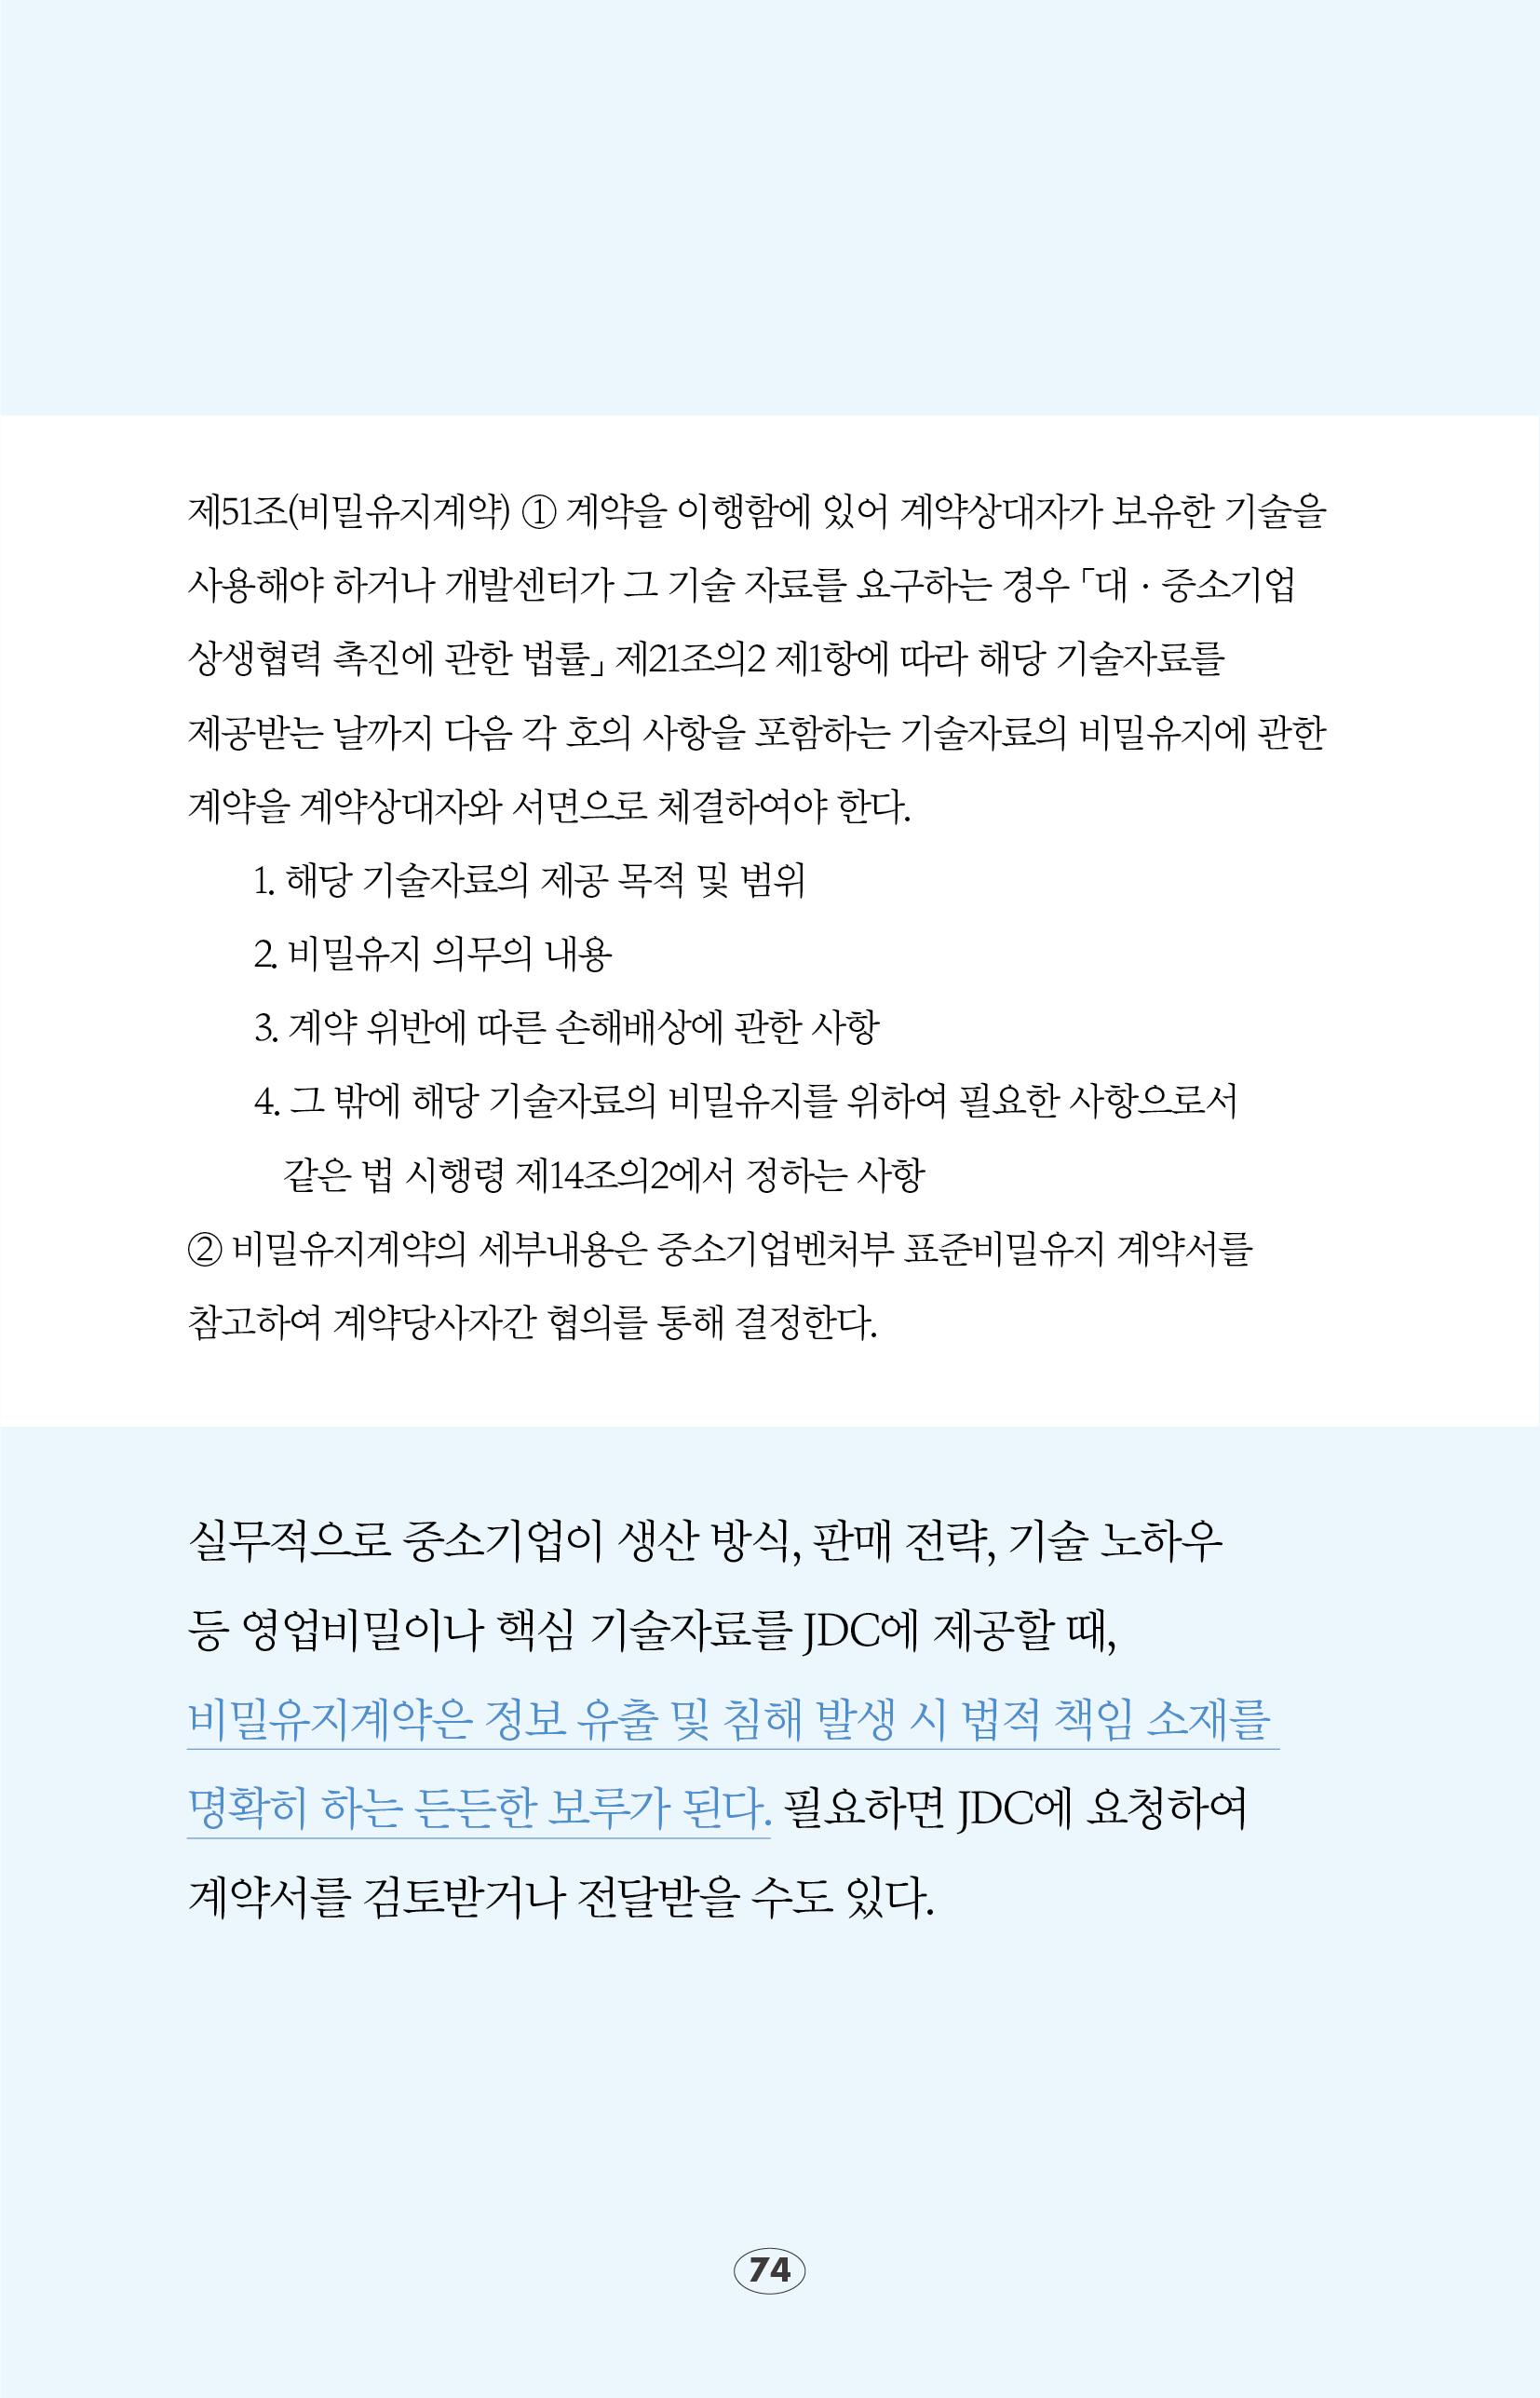 제51조(비밀유지계약) ① 계약을 이행함에 있어 계약상대자가 보유한 기술을
사용해야 하거나 개발센터가 그 기술 자료를 요구하는 경우 「대 · 중소기업
상생협력 촉진에 관한 법률」 제21조의2 제1항에 따라 해당 기술자료를
제공받는 날까지 다음 각 호의 사항을 포함하는 기술자료의 비밀유지에 관한
계약을 계약상대자와 서면으로 체결하여야 한다.
1. 해당 기술자료의 제공 목적 및 범위
2. 비밀유지 의무의 내용
3. 계약 위반에 따른 손해배상에 관한 사항
4. 그 밖에 해당 기술자료의 비밀유지를 위하여 필요한 사항으로서
같은 법 시행령 제14조의2에서 정하는 사항
② 비밀유지계약의 세부내용은 중소기업벤처부 표준비밀유지 계약서를
참고하여 계약당사자간 협의를 통해 결정한다.
실무적으로 중소기업이 생산 방식, 판매 전략, 기술 노하우
등 영업비밀이나 핵심 기술자료를 JDC에 제공할 때,
비밀유지계약은 정보 유출 및 침해 발생 시 법적 책임 소재를
명확히 하는 든든한 보루가 된다. 필요하면 JDC에 요청하여
계약서를 검토받거나 전달받을 수도 있다.
74